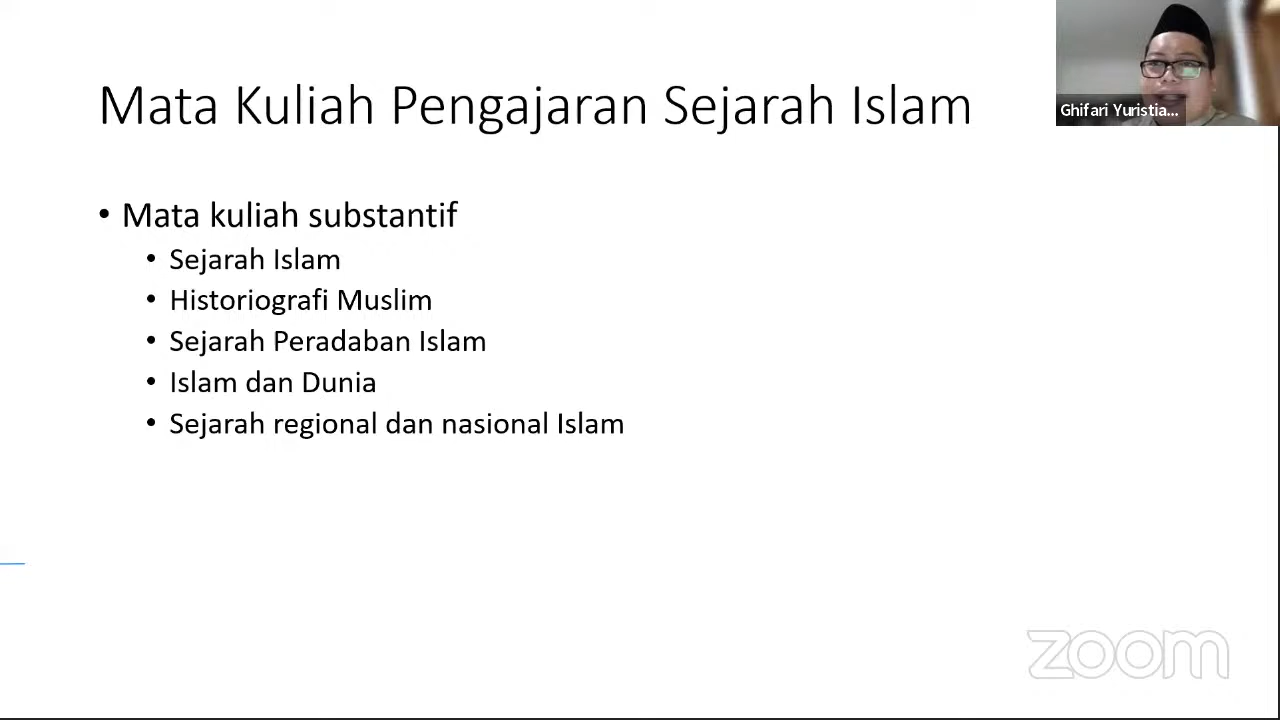 Mata Kuliah Pengajaran Sejarah Islam
Ghifari Yuristia...
• Mata kuliah substantif
• Sejarah Islam
• Historiografi Muslim
• Sejarah Peradaban Islam
• Islam dan Dunia
• Sejarah regional dan nasional Islam
zoom